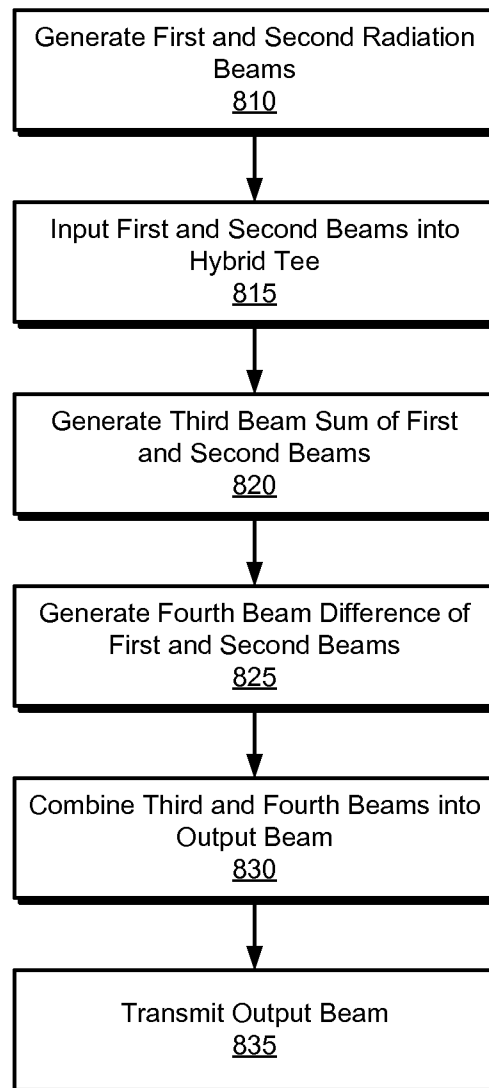 Generate First and Second Radiation
Beams
810
Input First and Second Beams into
Hybrid Tee
815
Generate Third Beam Sum of First
and Second Beams
820
Generate Fourth Beam Difference of
First and Second Beams
825
Combine Third and Fourth Beams into
Output Beam
830
Transmit Output Beam
835